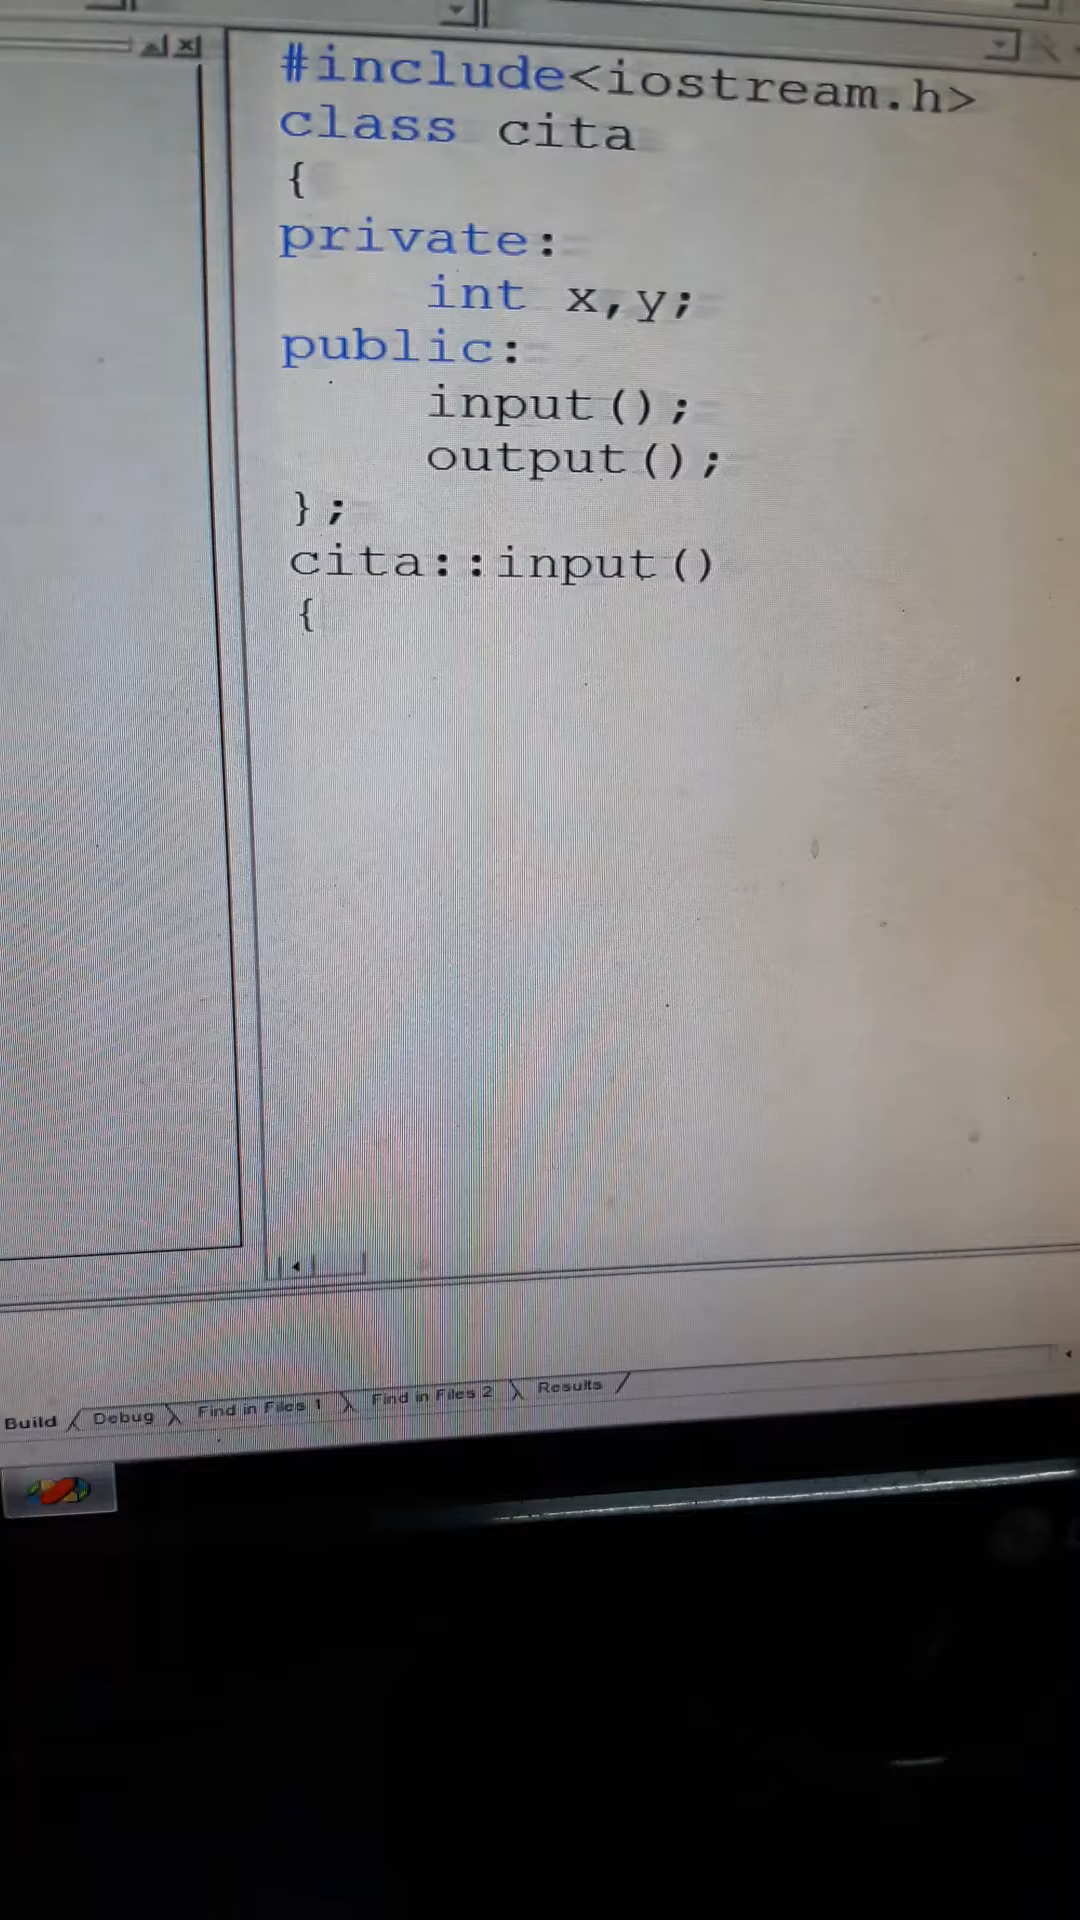 #include<iostream.h>
class cita
{
private:
int x,y;
public:
input();
output();
};
cita::input()
{
Build Debug Find in Files 1 Find in Files 2 Results